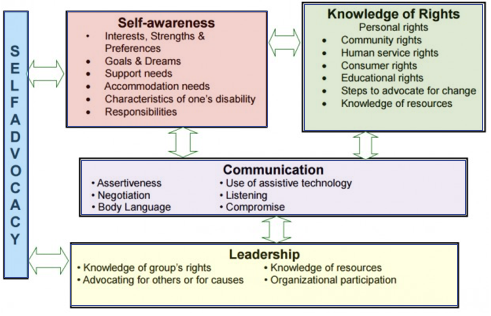 SELF ADVOCACY
Self-awareness
• Interests, Strengths &
Preferences
• Goals & Dreams
• Support needs
• Accommodation needs
• Characteristics of one's disability
• Responsibilities
Knowledge of Rights
Personal rights
• Community rights
• Human service rights
• Consumer rights
• Educational rights
• Steps to advocate for change
• Knowledge of resources
Communication
• Assertiveness
• Negotiation
• Body Language
• Use of assistive technology
• Listening
• Compromise
Leadership
• Knowledge of group's rights
• Advocating for others or for causes
• Knowledge of resources
• Organizational participation